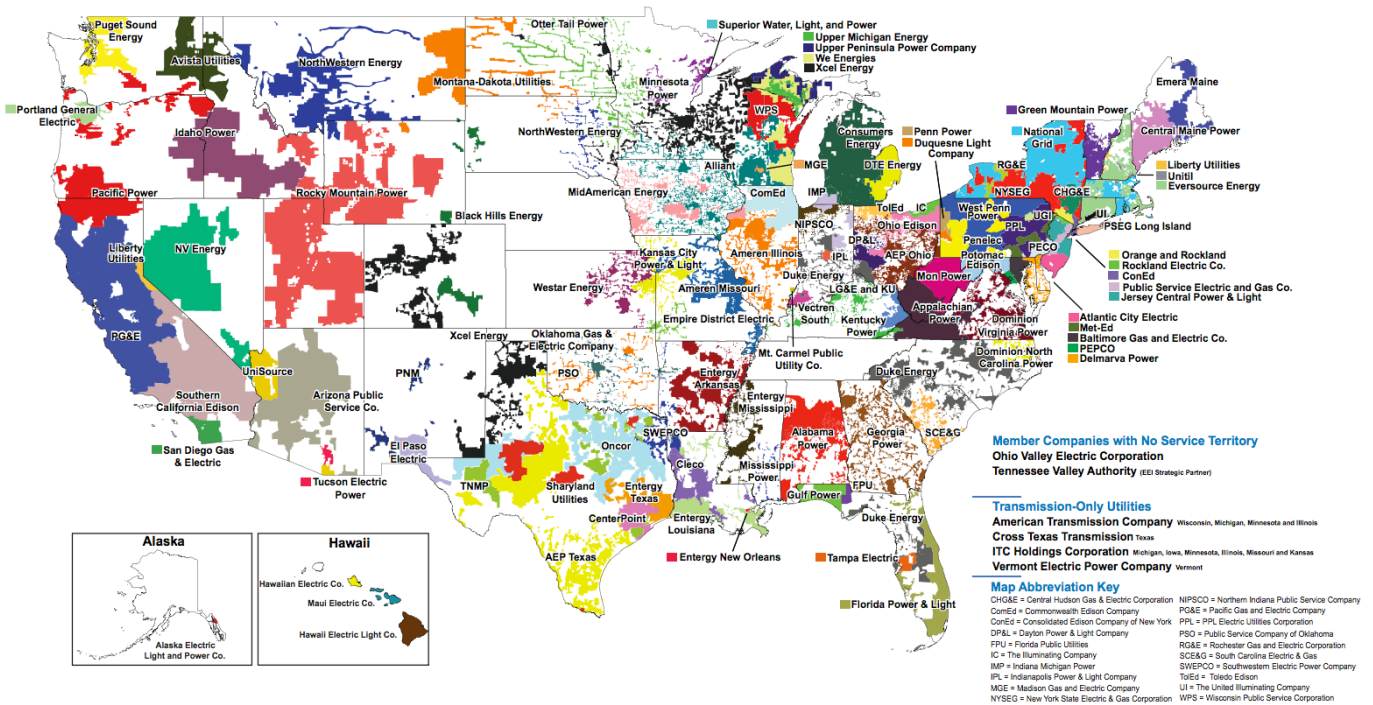 Puget Sound
Energy
Avista Utilities
NorthWestern Energy
Otter Tail Power
Montana-Dakota Utilities
Minnesota
Power
Superior Water, Light, and Power
Upper Michigan Energy
Upper Peninsula Power Company
We Energies
Xcel Energy
WPS
Emera Maine
Portland General
Electric
Idaho Power
NorthWestern Energy
Consumers
Energy
DTE Energy
Penn Power
Duquesne Light
Company
Green Mountain Power
National
Grid
Central Maine Power
Pacific Power
Rocky Mountain Power
Alliant
MGE
MidAmerican Energy
ComEd
IMP
TolEd
IC
RG&E
NYSEG
CHG&E
Liberty Utilities
Unitil
Eversource Energy
Black Hills Energy
NIPSCO
Ohio Edison
West Penn
Power
UGI
UI
PPL
PSEG Long Island
Liberty
Utilities
NV Energy
Kansas City
Power & Light
Ameren Illinois
DP&L
IPL
AEP Ohio
Penelec
PECO
Potomac
Edison
Orange and Rockland
Rockland Electric Co.
ConEd
Public Service Electric and Gas Co.
Jersey Central Power & Light
Westar Energy
Ameren Missouri
Duke Energy
LG&E and KU
Mon Power
PG&E
Xcel Energy
Oklahoma Gas &
Electric Company
Empire District Electric
Vectren
South
Kentucky
Power
Appalachian
Power
Dominion
Virginia Power
Atlantic City Electric
Met-Ed
Baltimore Gas and Electric Co.
PEPCO
Delmarva Power
Mt. Carmel Public
Utility Co.
Dominion North
Carolina Power
UniSource
PNM
PSO
Entergy
Arkansas
Duke Energy
Southern
California Edison
Arizona Public
Service Co.
Entergy
Mississippi
San Diego Gas
& Electric
El Paso
Electric
Oncor
SWEPCO
Alabama
Power
Georgia
Power
SCE&G
Tucson Electric
Power
TNMP
Sharyland
Utilities
Entergy
Texas
Cleco
Mississippi
Power
Gulf Power
FPU
CenterPoint
Entergy
Louisiana
Duke Energy
AEP Texas
Entergy New Orleans
Tampa Electric
Florida Power & Light
Alaska
Alaska Electric
Light and Power Co.
Hawaii
Hawaiian Electric Co.
Maui Electric Co.
Hawaii Electric Light Co.
Member Companies with No Service Territory
Ohio Valley Electric Corporation
Tennessee Valley Authority (EEI Strategic Partner)
Transmission-Only Utilities
American Transmission Company Wisconsin, Michigan, Minnesota and Illinois
Cross Texas Transmission Texas
ITC Holdings Corporation Michigan, Iowa, Minnesota, Illinois, Missouri and Kansas
Vermont Electric Power Company Vermont
Map Abbreviation Key
CHG&E = Central Hudson Gas & Electric Corporation
ComEd = Commonwealth Edison Company
ConEd = Consolidated Edison Company of New York
DP&L = Dayton Power & Light Company
FPU = Florida Public Utilities
IC = The Illuminating Company
IMP = Indiana Michigan Power
IPL = Indianapolis Power & Light Company
MGE = Madison Gas and Electric Company
NYSEG = New York State Electric & Gas Corporation
NIPSCO = Northern Indiana Public Service Company
PG&E = Pacific Gas and Electric Company
PPL = PPL Electric Utilities Corporation
PSO = Public Service Company of Oklahoma
RG&E = Rochester Gas and Electric Corporation
SCE&G = South Carolina Electric & Gas
SWEPCO = Southwestern Electric Power Company
TolEd = Toledo Edison
UI = The United Illuminating Company
WPS = Wisconsin Public Service Corporation